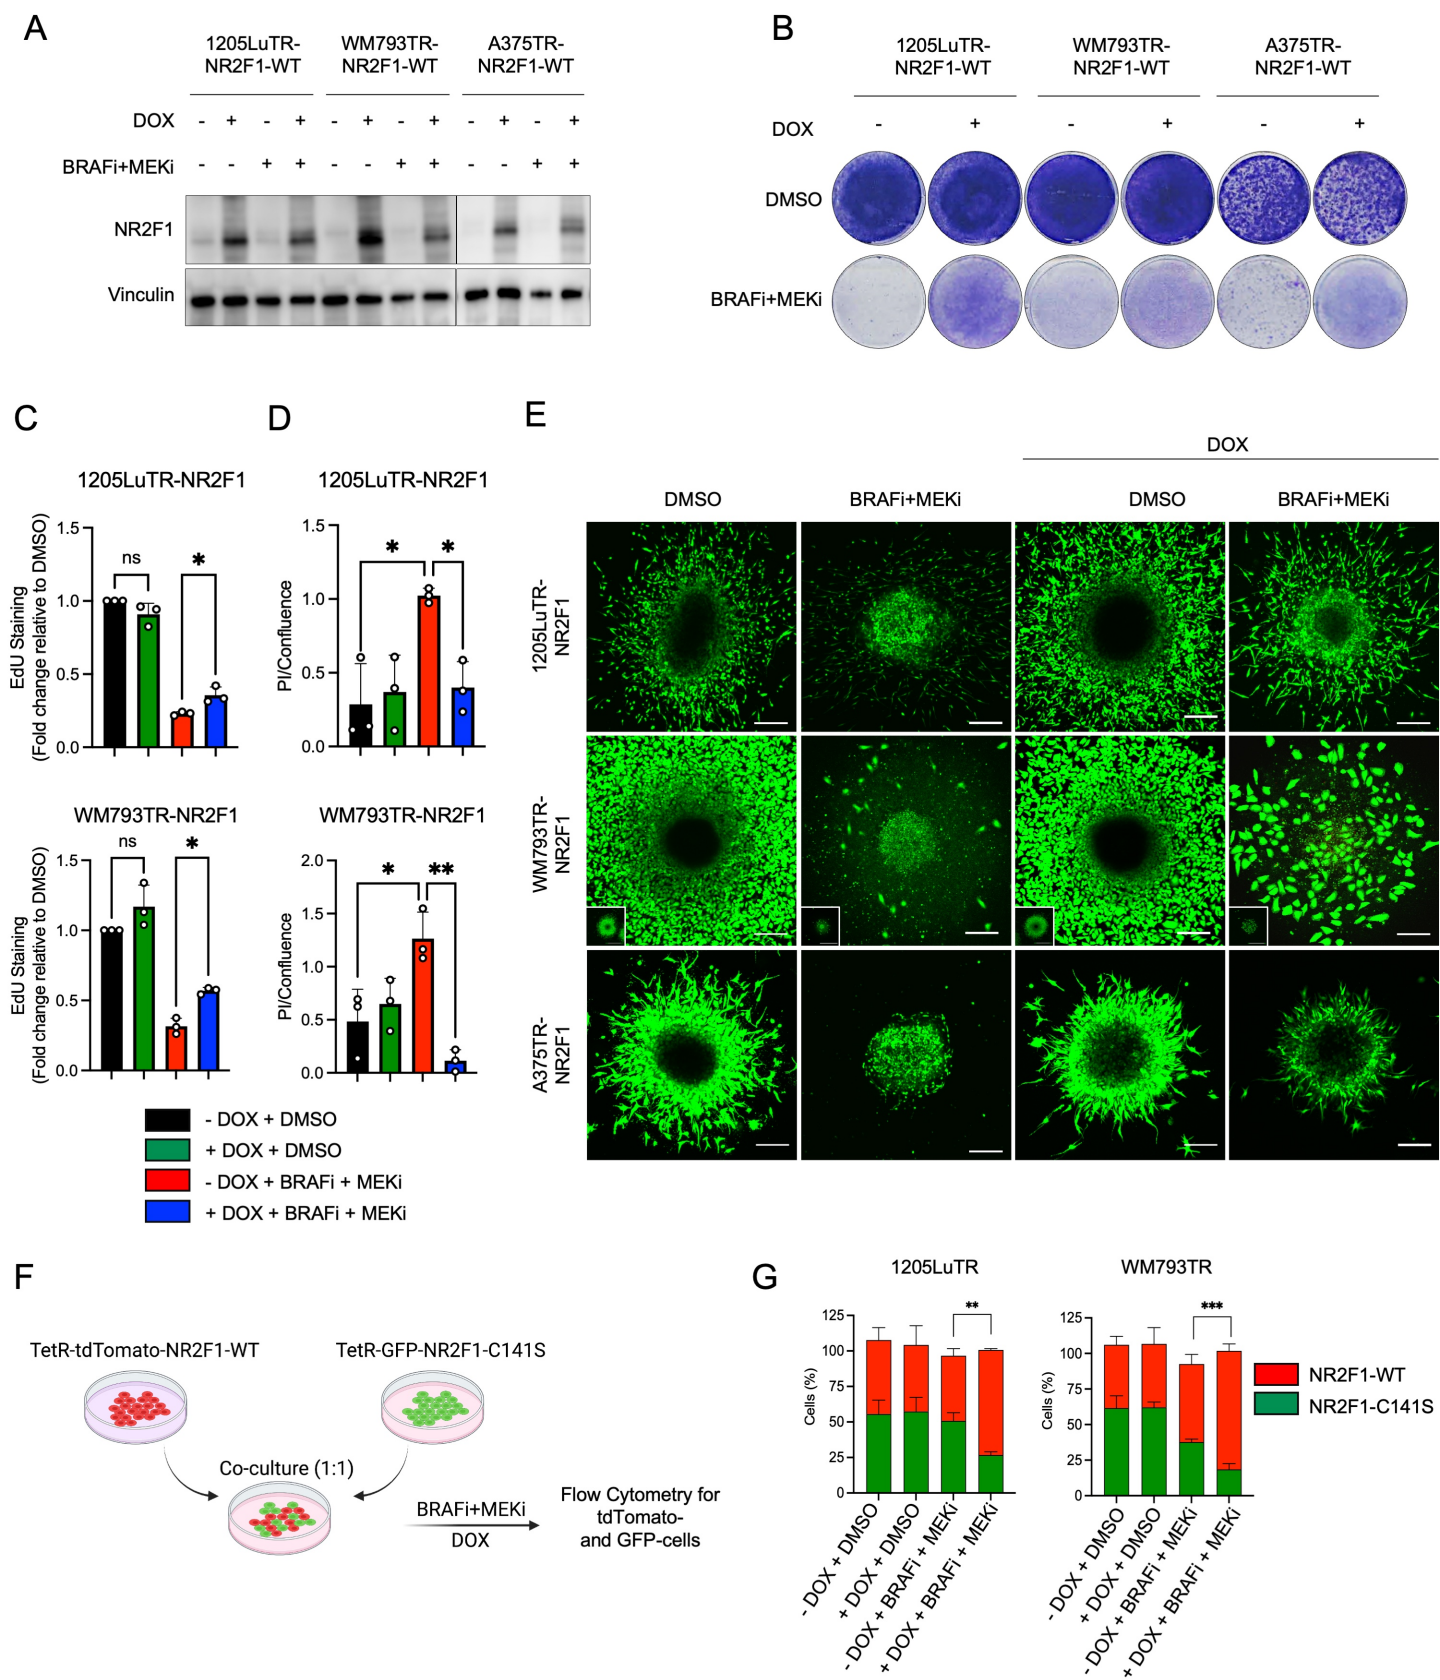 A
1205LuTR-
NR2F1-WT
WM793TR-
NR2F1-WT
A375TR-
NR2F1-WT
DOX - + - + - + - + - + - +
BRAFi+MEKi - - + + - - + + - - + +
NR2F1
Vinculin
B
1205LuTR-
NR2F1-WT
WM793TR-
NR2F1-WT
A375TR-
NR2F1-WT
DOX - + - + - +
DMSO
BRAFi+MEKi
C
1205LuTR-NR2F1
EdU Staining
(Fold change relative to DMSO)
1.5
1.0
0.5
0.0
ns
*
WM793TR-NR2F1
EdU Staining
(Fold change relative to DMSO)
1.5
1.0
0.5
0.0
ns
*
D
1205LuTR-NR2F1
PI/Confluence
1.5
1.0
0.5
0.0
* *
WM793TR-NR2F1
PI/Confluence
2.0
1.5
1.0
0.5
0.0
* **
- DOX + DMSO
+ DOX + DMSO
- DOX + BRAFi + MEKi
+ DOX + BRAFi + MEKi
E
DOX
DMSO BRAFi+MEKi DMSO BRAFi+MEKi
1205LuTR-
NR2F1
WM793TR-
NR2F1
A375TR-
NR2F1
F
TetR-tdTomato-NR2F1-WT
TetR-GFP-NR2F1-C141S
Co-culture (1:1)
BRAFi+MEKi
DOX
Flow Cytometry for
tdTomato-
and GFP-cells
G
1205LuTR
Cells (%)
125
100
75
50
25
0
**
- DOX + DMSO
+ DOX + DMSO
- DOX + BRAFi + MEKi
+ DOX + BRAFi + MEKi
WM793TR
Cells (%)
125
100
75
50
25
0
***
- DOX + DMSO
+ DOX + DMSO
- DOX + BRAFi + MEKi
+ DOX + BRAFi + MEKi
NR2F1-WT
NR2F1-C141S